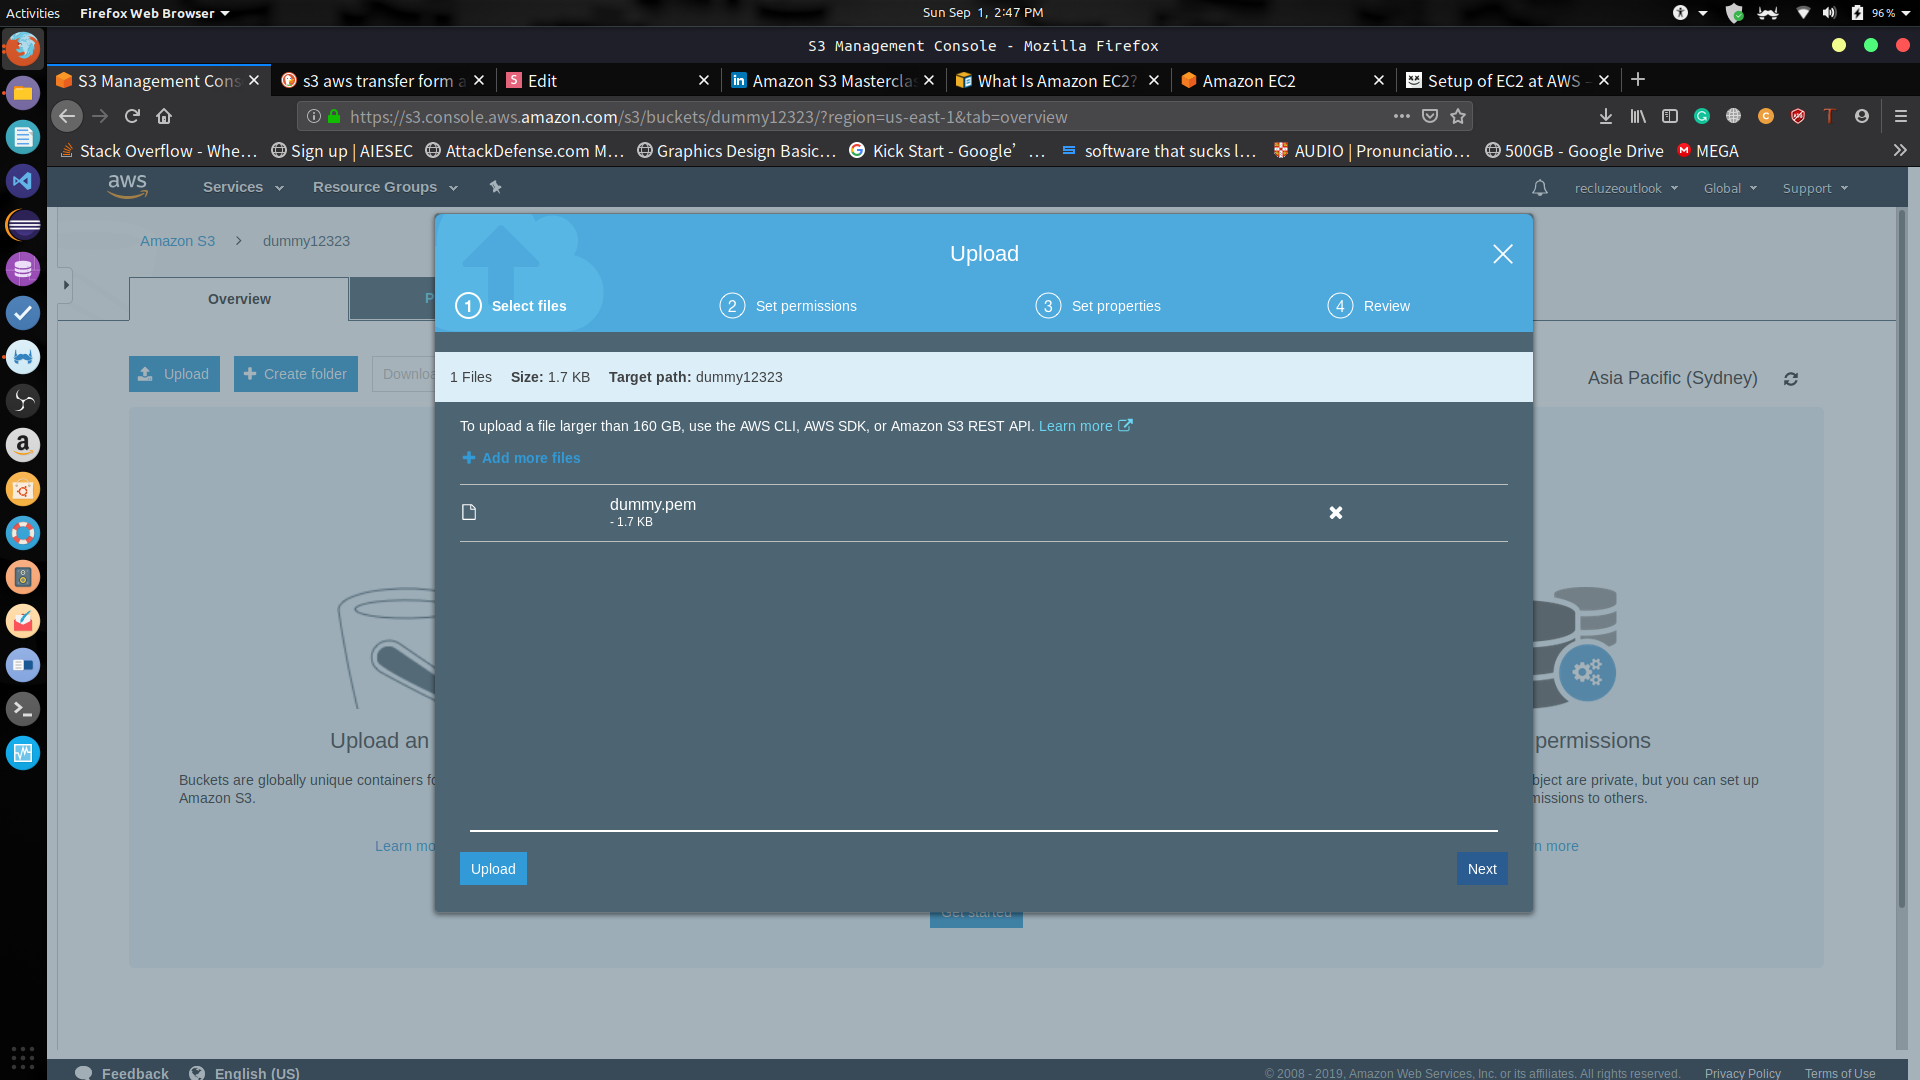 Activities Firefox Web Browser Sun Sep 1, 2:47 PM 96 %
S3 Management Console - Mozilla Firefox
S3 Management Cons s3 aws transfer form a Edit Amazon S3 Mastercla What Is Amazon EC2? Amazon EC2 Setup of EC2 at AWS -
https://s3.console.aws.amazon.com/s3/buckets/dummy12323/?region=us-east-1&tab=overview
Stack Overflow - Whe… Sign up | AIESEC AttackDefense.com M… Graphics Design Basic… Kick Start - Google’ … software that sucks l… AUDIO | Pronunciatio… 500GB - Google Drive MEGA
aws Services Resource Groups recluzeoutlook Global Support
Amazon S3 dummy12323
Upload
Overview P
1 Select files 2 Set permissions 3 Set properties 4 Review
Upload Create folder Downlo
Asia Pacific (Sydney)
1 Files Size: 1.7 KB Target path: dummy12323
To upload a file larger than 160 GB, use the AWS CLI, AWS SDK, or Amazon S3 REST API. Learn more
Add more files
dummy.pem
- 1.7 KB
Upload an
Buckets are globally unique containers fo
Amazon S3.
Learn mo
permissions
bject are private, but you can set up
missions to others.
n more
Upload Next
Get started
Feedback English (US) © 2008 - 2019, Amazon Web Services, Inc. or its affiliates. All rights reserved. Privacy Policy Terms of Use